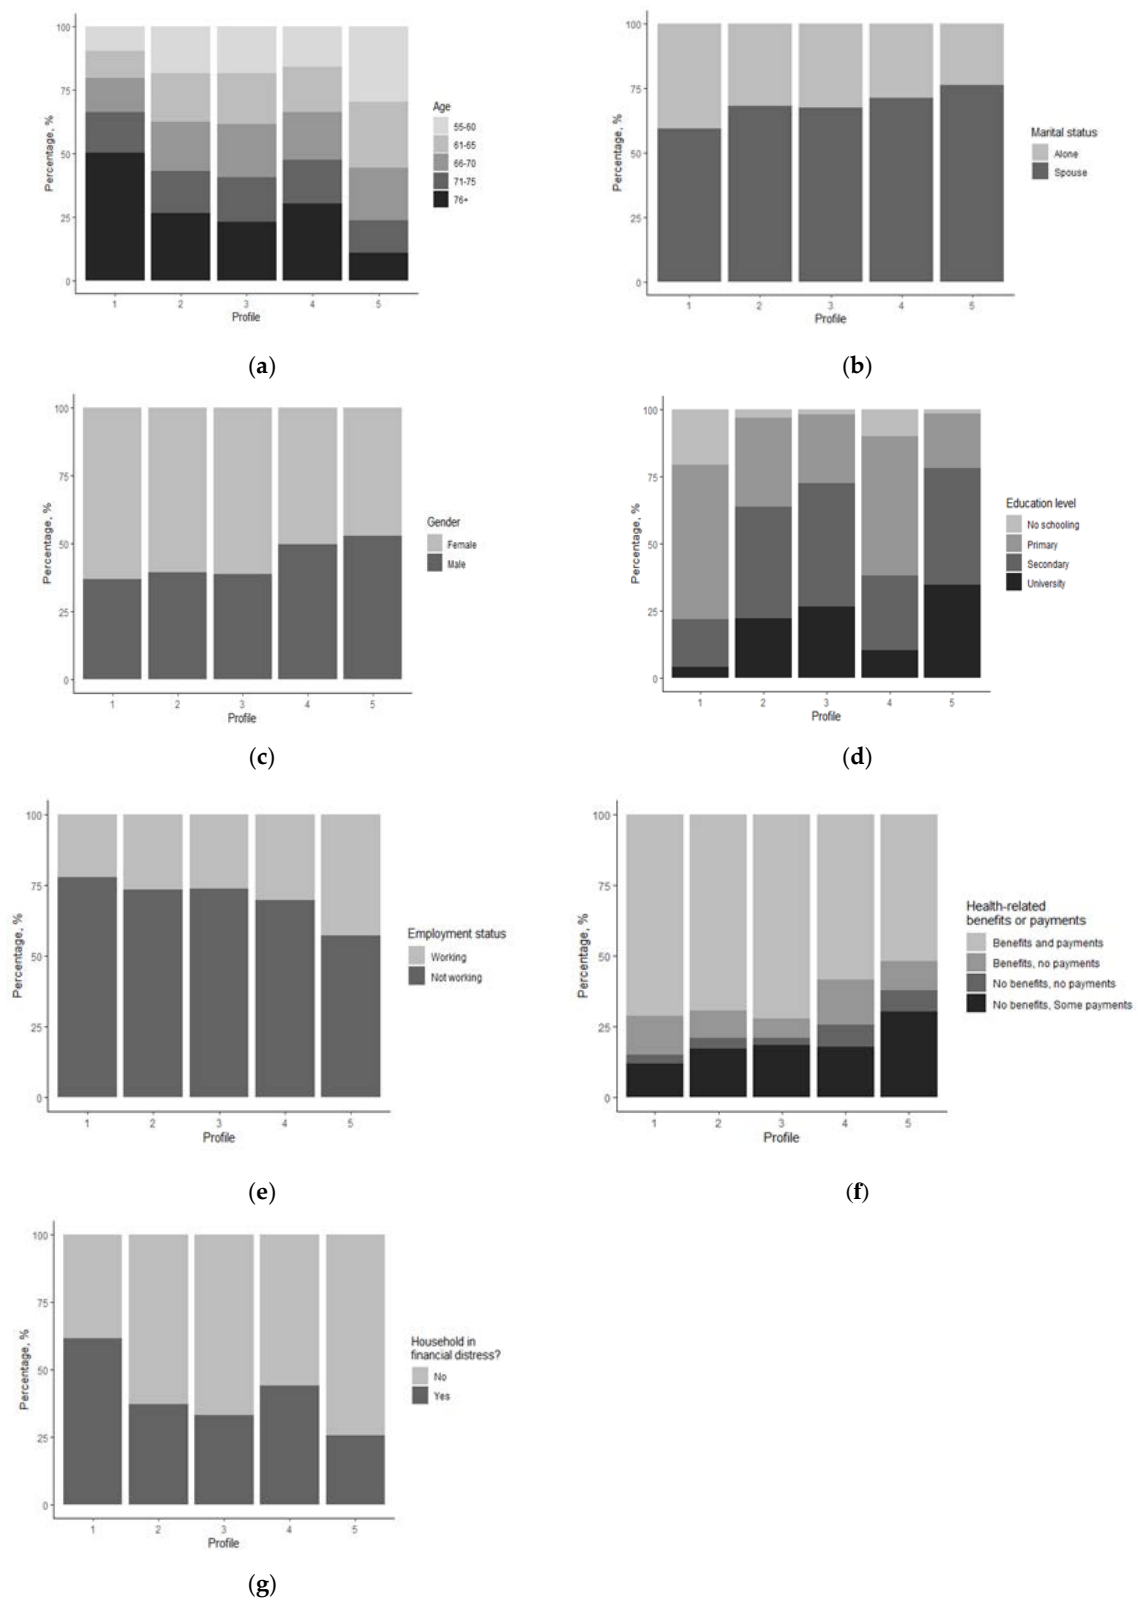 100
75
50
25
0
Percentage, %
1 2 3 4 5
Profile
Age
55-60
61-65
66-70
71-75
76+
(a)
100
75
50
25
0
Percentage, %
1 2 3 4 5
Profile
Marital status
Alone
Spouse
(b)
100
75
50
25
0
Percentage, %
1 2 3 4 5
Profile
Gender
Female
Male
(c)
100
75
50
25
0
Percentage, %
1 2 3 4 5
Profile
Education level
No schooling
Primary
Secondary
University
(d)
100
75
50
25
0
Percentage, %
1 2 3 4 5
Profile
Employment status
Working
Not working
(e)
100
75
50
25
0
Percentage, %
1 2 3 4 5
Profile
Health-related
benefits or payments
Benefits and payments
Benefits, no payments
No benefits, no payments
No benefits, Some payments
(f)
100
75
50
25
0
Percentage, %
1 2 3 4 5
Profile
Household in
financial distress?
No
Yes
(g)